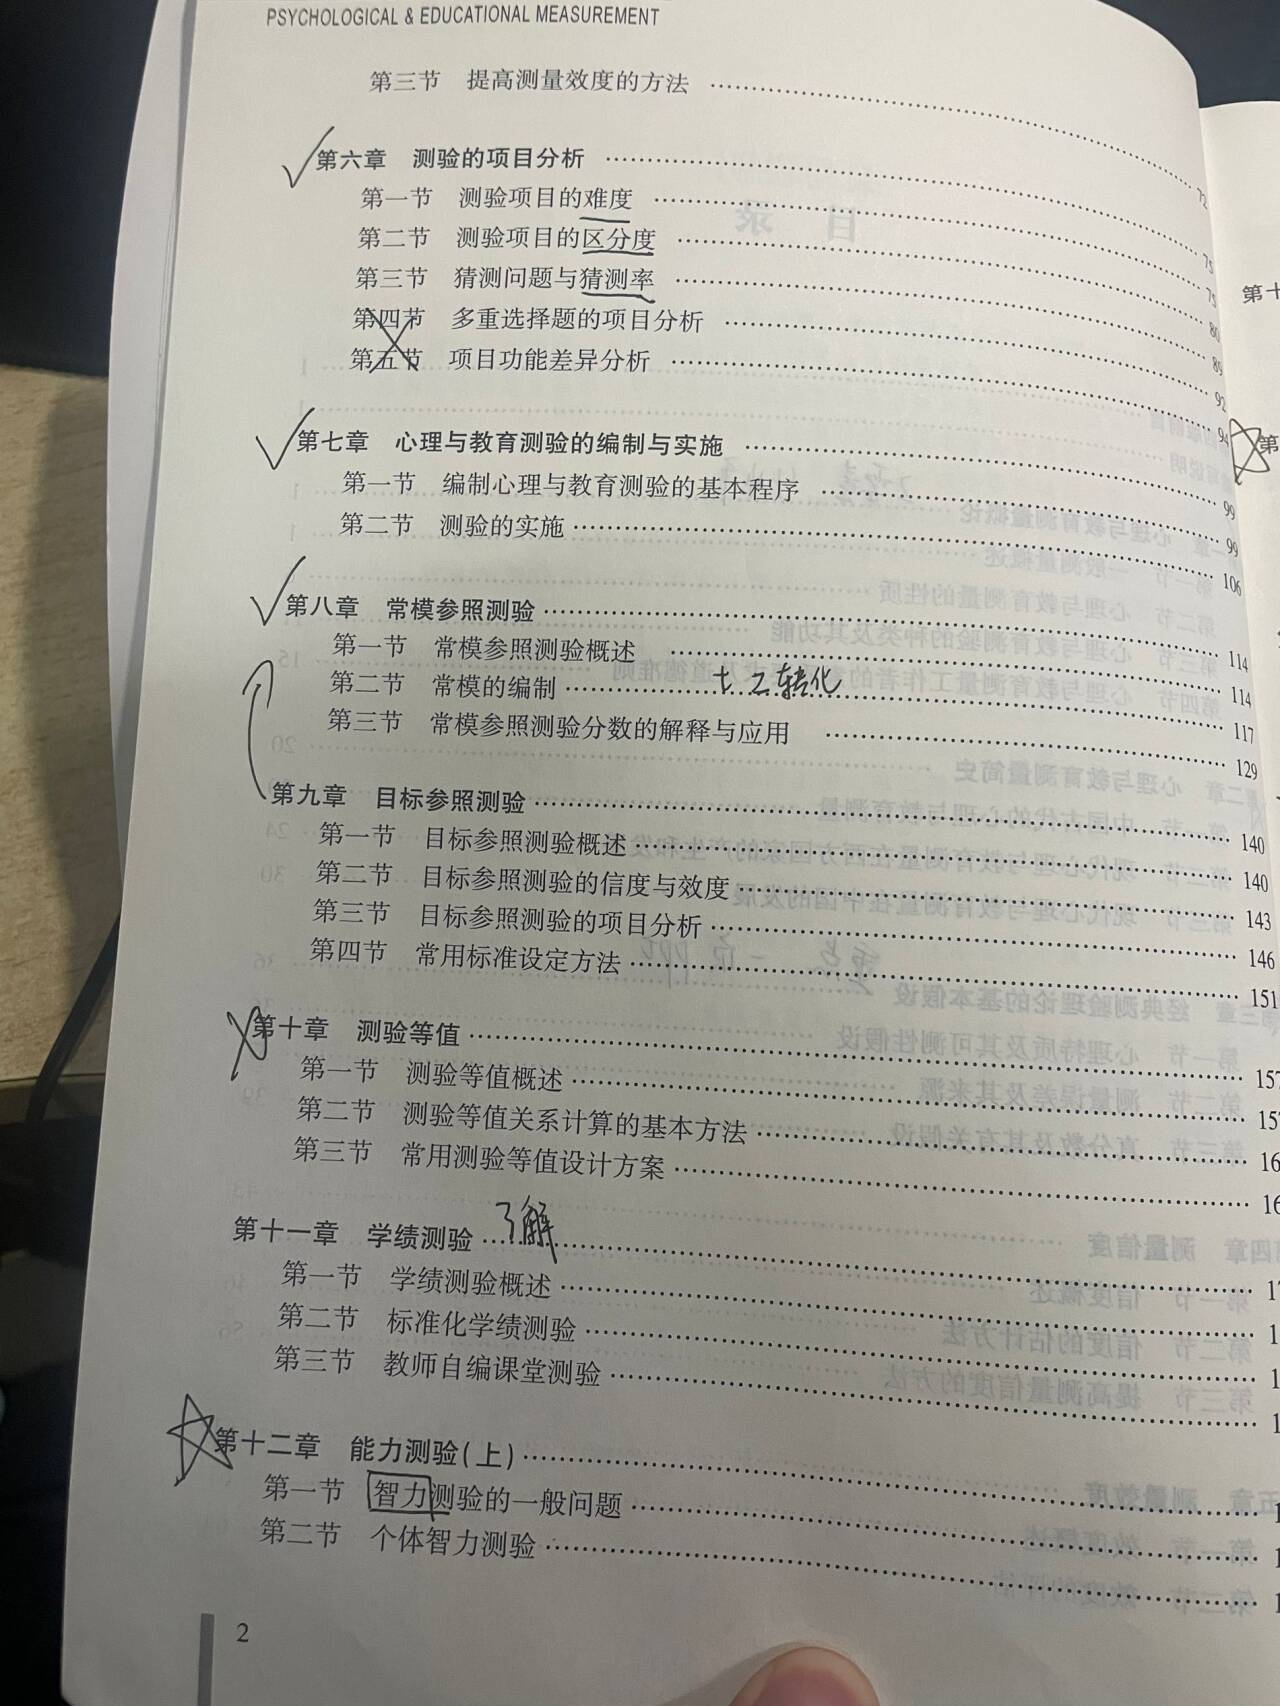 PSYCHOLOGICAL & EDUCATIONAL MEASUREMENT
第三节 提高测量效度的方法 …… 72
第六章 测验的项目分析 …… 75
第一节 测验项目的难度 …… 75
第二节 测验项目的区分度 …… 80
第三节 猜测问题与猜测率 …… 89
第四节 多重选择题的项目分析 …… 92
第五节 项目功能差异分析 …… 94
第七章 心理与教育测验的编制与实施 …… 99
第一节 编制心理与教育测验的基本程序 …… 99
第二节 测验的实施 …… 106
第八章 常模参照测验 …… 114
第一节 常模参照测验概述 …… 114
第二节 常模的编制 …… 117
转化
第三节 常模参照测验分数的解释与应用 …… 129
第九章 目标参照测验 …… 140
第一节 目标参照测验概述 …… 140
第二节 目标参照测验的信度与效度 …… 143
第三节 目标参照测验的项目分析 …… 146
第四节 常用标准设定方法 …… 151
第十章 测验等值 …… 157
第一节 测验等值概述 …… 15
第二节 测验等值关系计算的基本方法 …… 16
第三节 常用测验等值设计方案 …… 16
第十一章 学绩测验 …… 17
了解
第一节 学绩测验概述 …… 1
第二节 标准化学绩测验 …… 1
第三节 教师自编课堂测验 …… 1
第十二章 能力测验(上) …… 1
第一节 智力测验的一般问题 …… 1
第二节 个体智力测验 …… 1
2
第十
第